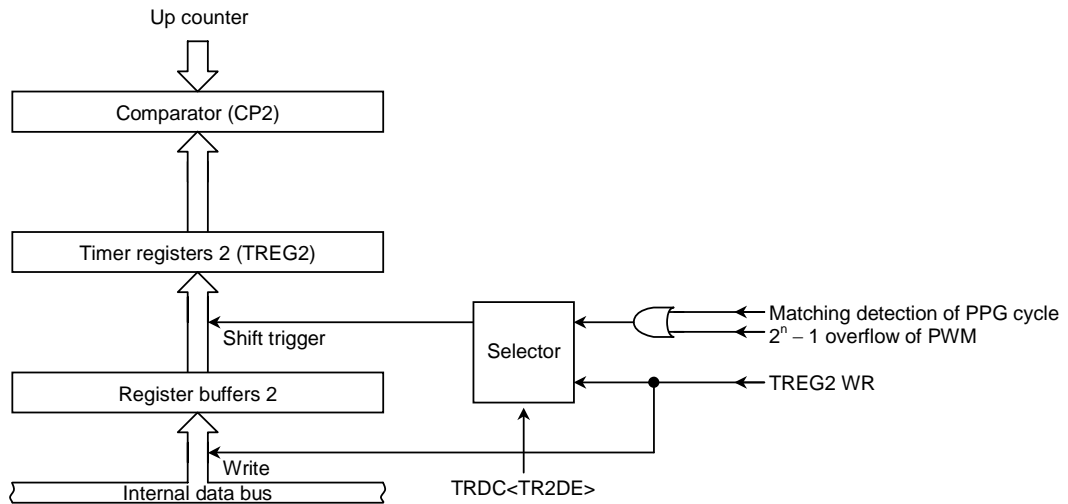 Up counter
Comparator (CP2)
Timer registers 2 (TREG2)
Matching detection of PPG cycle
Shift trigger
2ⁿ − 1 overflow of PWM
Selector
Register buffers 2
TREG2 WR
Write
Internal data bus
TRDC<TR2DE>